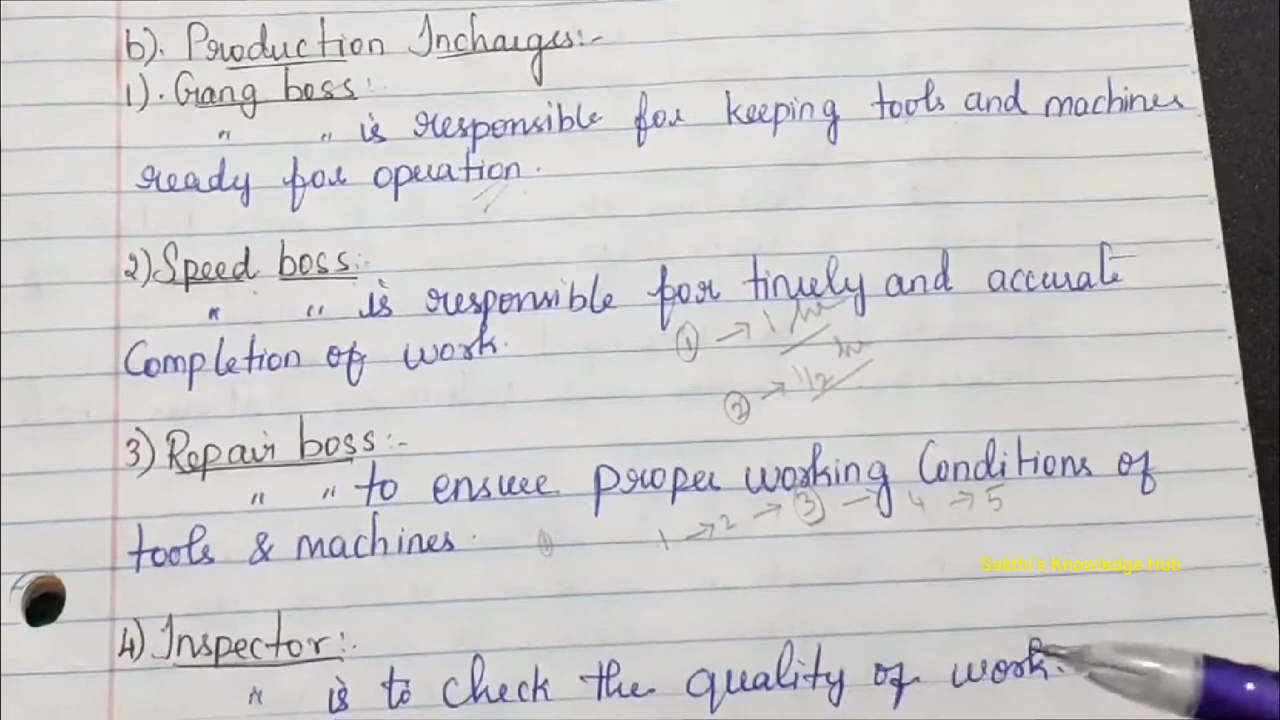 b). Production Incharges:-
1). Gang boss:
" " is responsible for keeping tools and machines
ready for operation.
2) Speed boss:-
" " is responsible for timely and accurate
① → 1 hr
Completion of work.
② → 1/2 hr
3) Repair boss:-
" " to ensure proper working Conditions of
1 → 2 → ③ → 4 → 5
tools & machines.
Sakthi's Knowledge Hub
4) Inspector:-
" is to check the quality of work.